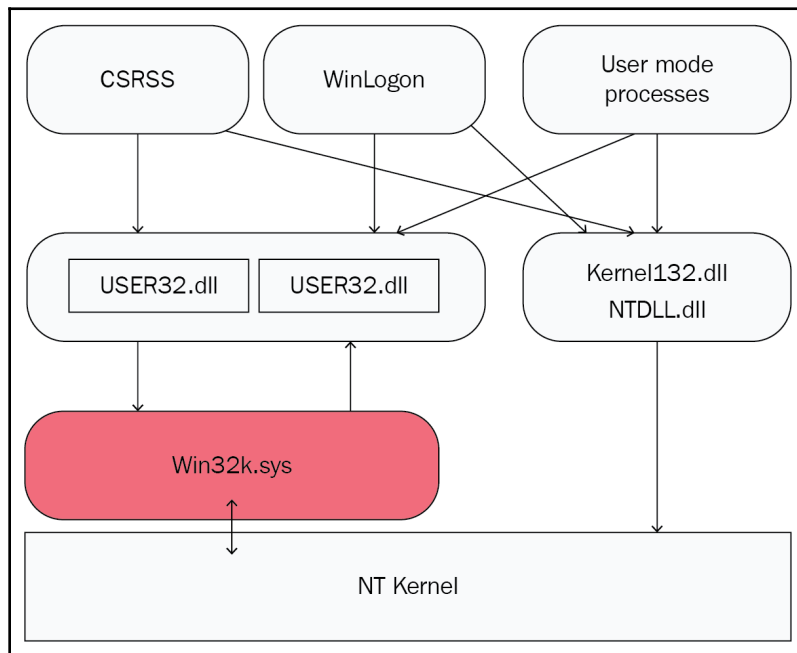 CSRSS
WinLogon
User mode
processes
USER32.dll
USER32.dll
Kernel132.dll
NTDLL.dll
Win32k.sys
NT Kernel